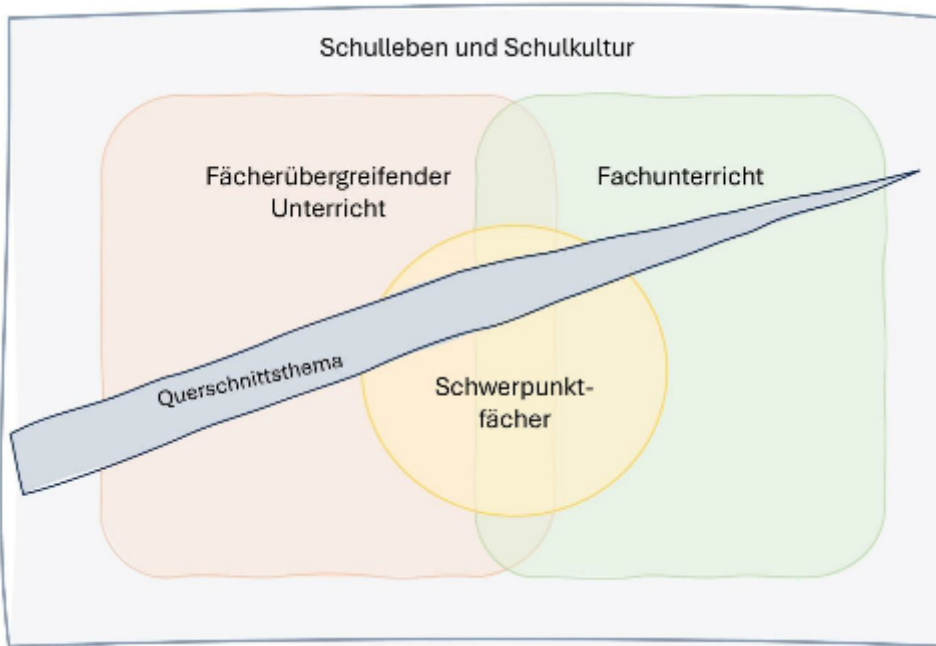 Schulleben und Schulkultur
Fächerübergreifender
Unterricht
Fachunterricht
Querschnittsthema
Schwerpunkt-
fächer